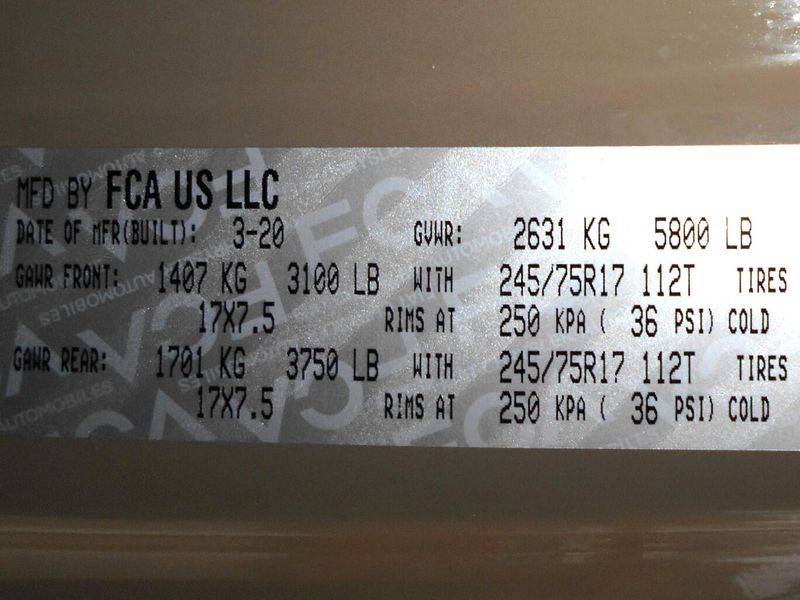 MFD BY FCA US LLC
DATE OF MFR(BUILT): 3-20 GVWR: 2631 KG 5800 LB
GAWR FRONT: 1407 KG 3100 LB WITH 245/75R17 112T TIRES
17X7.5 RIMS AT 250 KPA ( 36 PSI) COLD
GAWR REAR: 1701 KG 3750 LB WITH 245/75R17 112T TIRES
17X7.5 RIMS AT 250 KPA ( 36 PSI) COLD